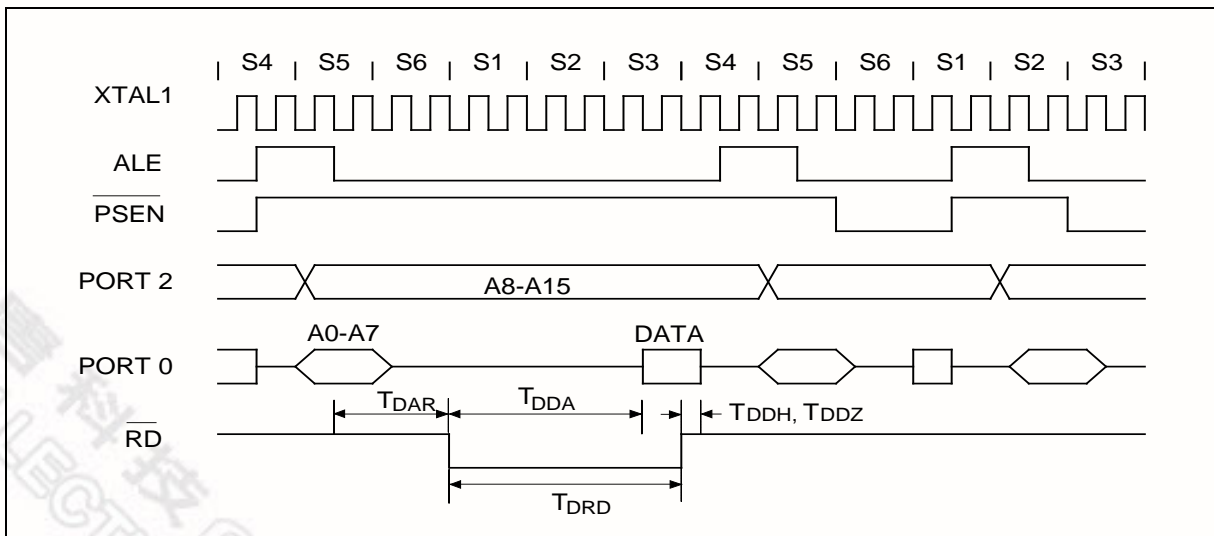 S4 S5 S6 S1 S2 S3 S4 S5 S6 S1 S2 S3
XTAL1
ALE
PSEN
PORT 2
A8-A15
A0-A7
DATA
PORT 0
TDAR
TDDA
TDDH, TDDZ
RD
TDRD